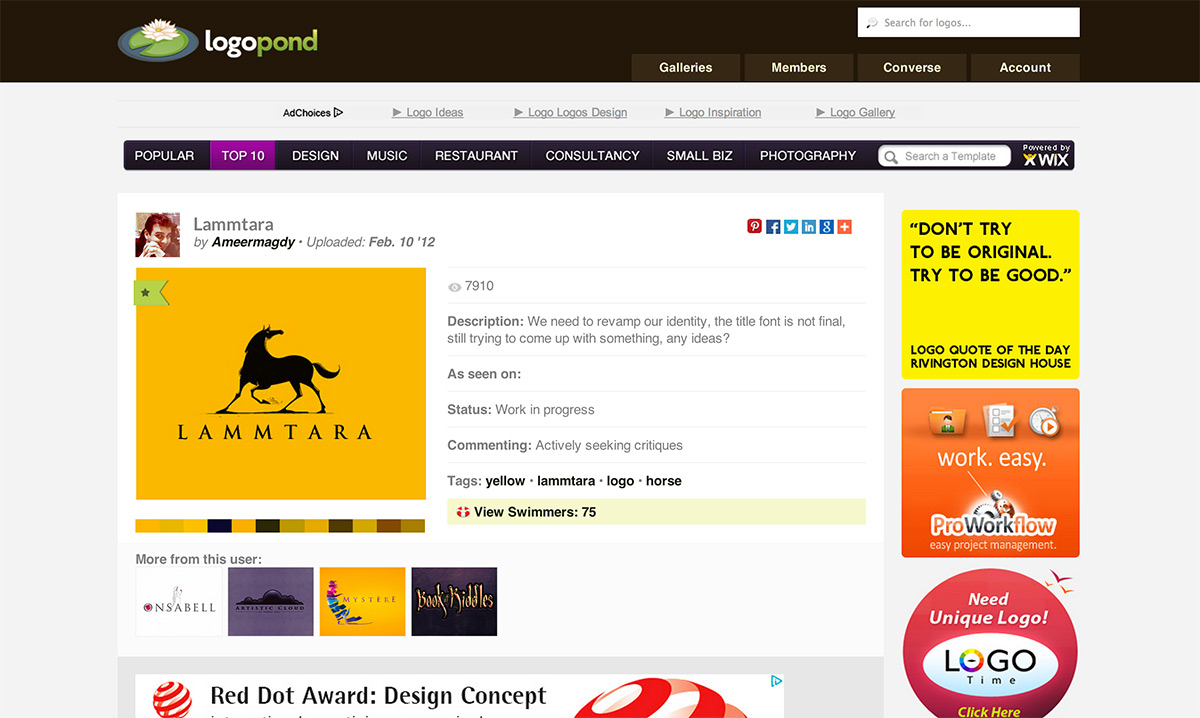 logopond
Search for logos...
Galleries
Members
Converse
Account
AdChoices
Logo Ideas
Logo Logos Design
Logo Inspiration
Logo Gallery
POPULAR
TOP 10
DESIGN
MUSIC
RESTAURANT
CONSULTANCY
SMALL BIZ
PHOTOGRAPHY
Search a Template
Powered by
WIX
Lammtara
by Ameermagdy · Uploaded: Feb. 10 '12
7910
Description: We need to revamp our identity, the title font is not final,
still trying to come up with something, any ideas?
As seen on:
Status: Work in progress
Commenting: Actively seeking critiques
Tags: yellow · lammtara · logo · horse
View Swimmers: 75
LAMMTARA
More from this user:
ONSABELL
ARTISTIC CLOUD
MYSTÈRE
Book of Riddles
Red Dot Award: Design Concept
“DON’T TRY
TO BE ORIGINAL.
TRY TO BE GOOD.”
LOGO QUOTE OF THE DAY
RIVINGTON DESIGN HOUSE
work. easy.
ProWorkflow
easy project management.
Need
Unique Logo!
LOGO
Time
Click Here